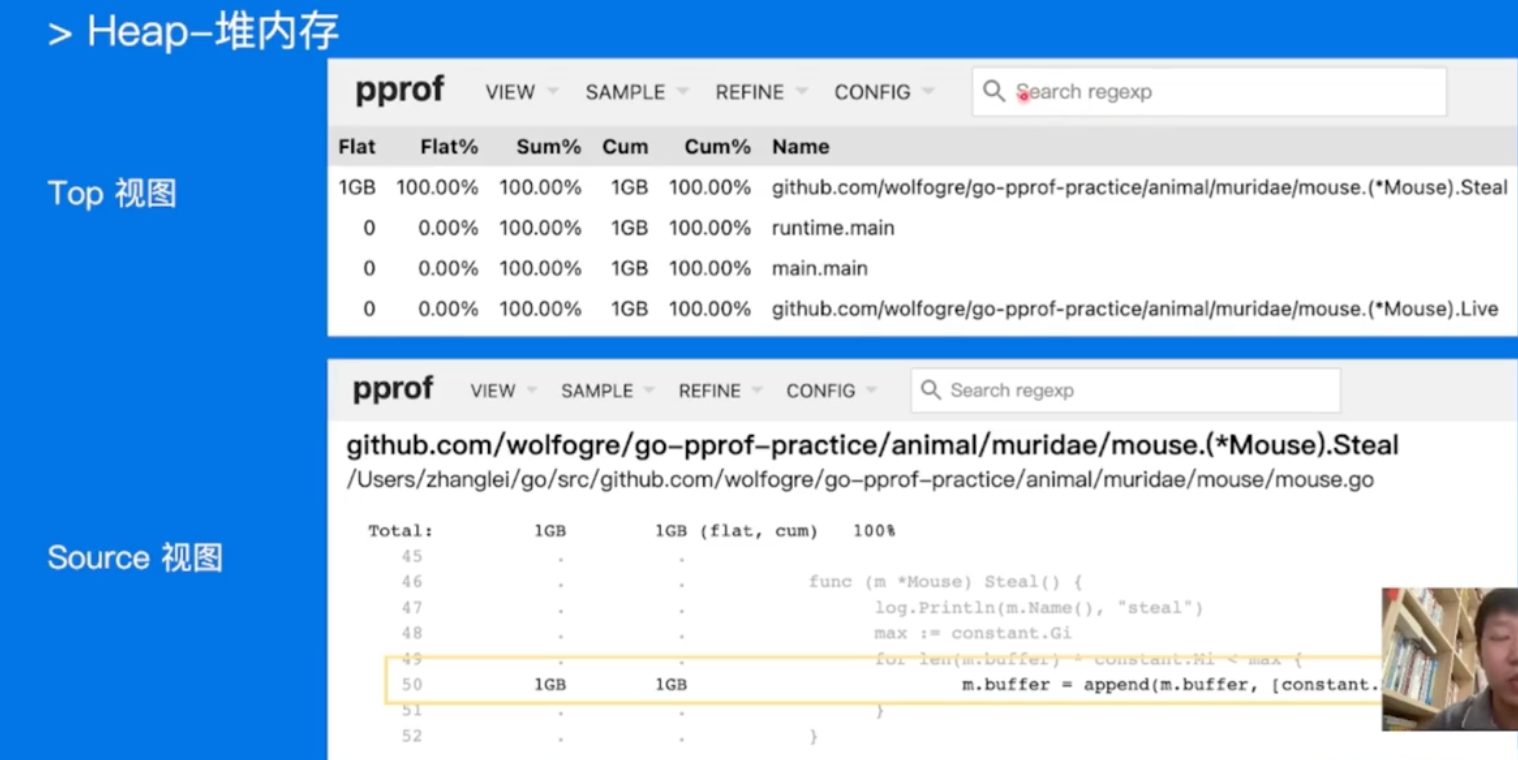 > Heap-堆内存
pprof VIEW SAMPLE REFINE CONFIG Search regexp
Flat Flat% Sum% Cum Cum% Name
Top 视图
1GB 100.00% 100.00% 1GB 100.00% github.com/wolfogre/go-pprof-practice/animal/muridae/mouse.(*Mouse).Steal
0 0.00% 100.00% 1GB 100.00% runtime.main
0 0.00% 100.00% 1GB 100.00% main.main
0 0.00% 100.00% 1GB 100.00% github.com/wolfogre/go-pprof-practice/animal/muridae/mouse.(*Mouse).Live
pprof VIEW SAMPLE REFINE CONFIG Search regexp
github.com/wolfogre/go-pprof-practice/animal/muridae/mouse.(*Mouse).Steal
/Users/zhanglei/go/src/github.com/wolfogre/go-pprof-practice/animal/muridae/mouse/mouse.go
Source 视图
Total: 1GB 1GB (flat, cum) 100%
45 . .
46 . . func (m *Mouse) Steal() {
47 . . log.Println(m.Name(), "steal")
48 . . max := constant.Gi
49 . . for len(m.buffer) * constant.Mi < max {
50 1GB 1GB m.buffer = append(m.buffer, [constant.
51 . . }
52 . . }